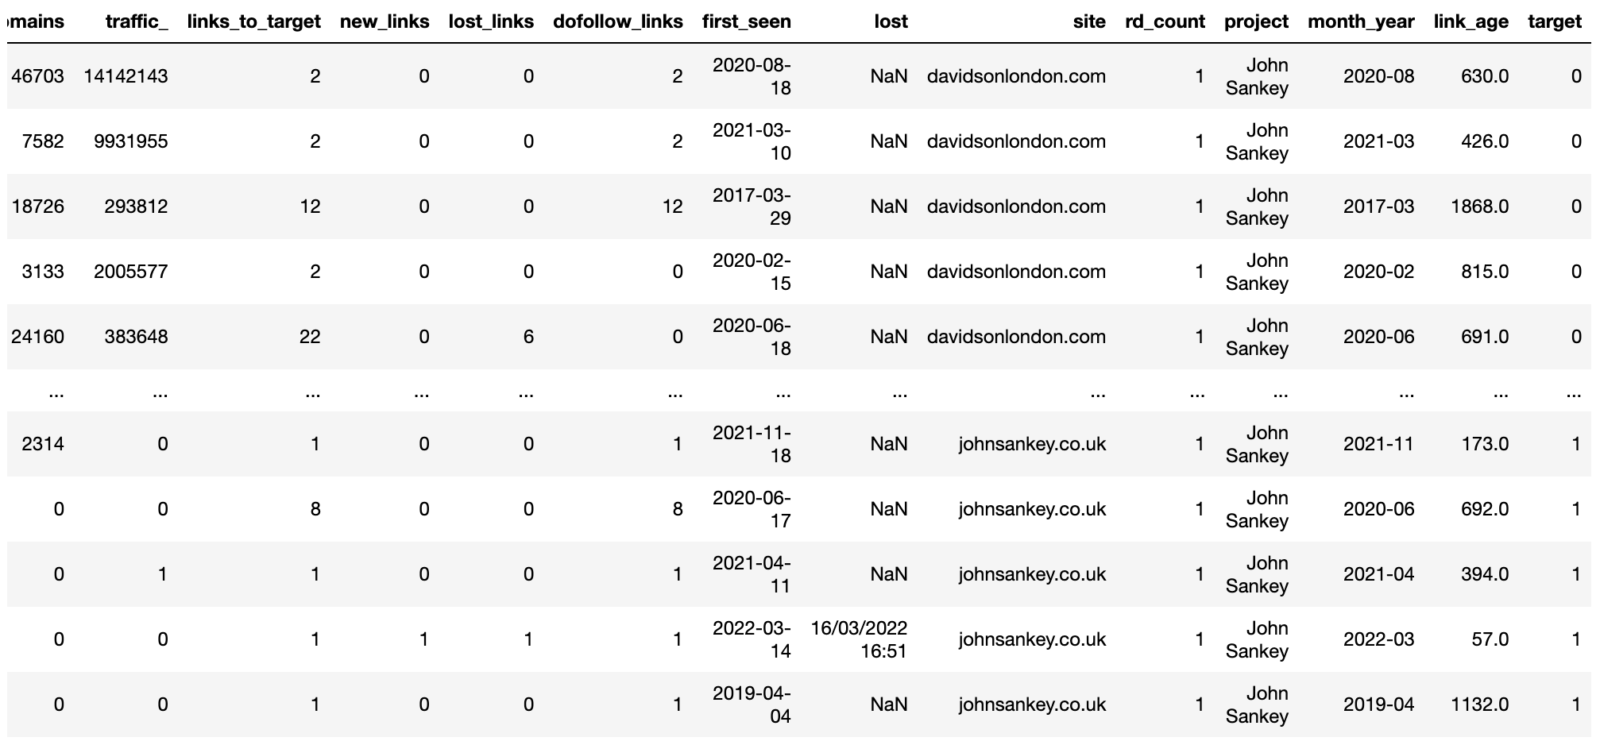 mains traffic_ links_to_target new_links lost_links dofollow_links first_seen lost site rd_count project month_year link_age target
46703 14142143 2 0 0 2 2020-08-18 NaN davidsonlondon.com 1 John Sankey 2020-08 630.0 0
7582 9931955 2 0 0 2 2021-03-10 NaN davidsonlondon.com 1 John Sankey 2021-03 426.0 0
18726 293812 12 0 0 12 2017-03-29 NaN davidsonlondon.com 1 John Sankey 2017-03 1868.0 0
3133 2005577 2 0 0 0 2020-02-15 NaN davidsonlondon.com 1 John Sankey 2020-02 815.0 0
24160 383648 22 0 6 0 2020-06-18 NaN davidsonlondon.com 1 John Sankey 2020-06 691.0 0
... ... ... ... ... ... ... ... ... ... ... ... ... ...
2314 0 1 0 0 1 2021-11-18 NaN johnsankey.co.uk 1 John Sankey 2021-11 173.0 1
0 0 8 0 0 8 2020-06-17 NaN johnsankey.co.uk 1 John Sankey 2020-06 692.0 1
0 1 1 0 0 1 2021-04-11 NaN johnsankey.co.uk 1 John Sankey 2021-04 394.0 1
0 0 1 1 1 1 2022-03-14 16/03/2022 16:51 johnsankey.co.uk 1 John Sankey 2022-03 57.0 1
0 0 1 0 0 1 2019-04-04 NaN johnsankey.co.uk 1 John Sankey 2019-04 1132.0 1